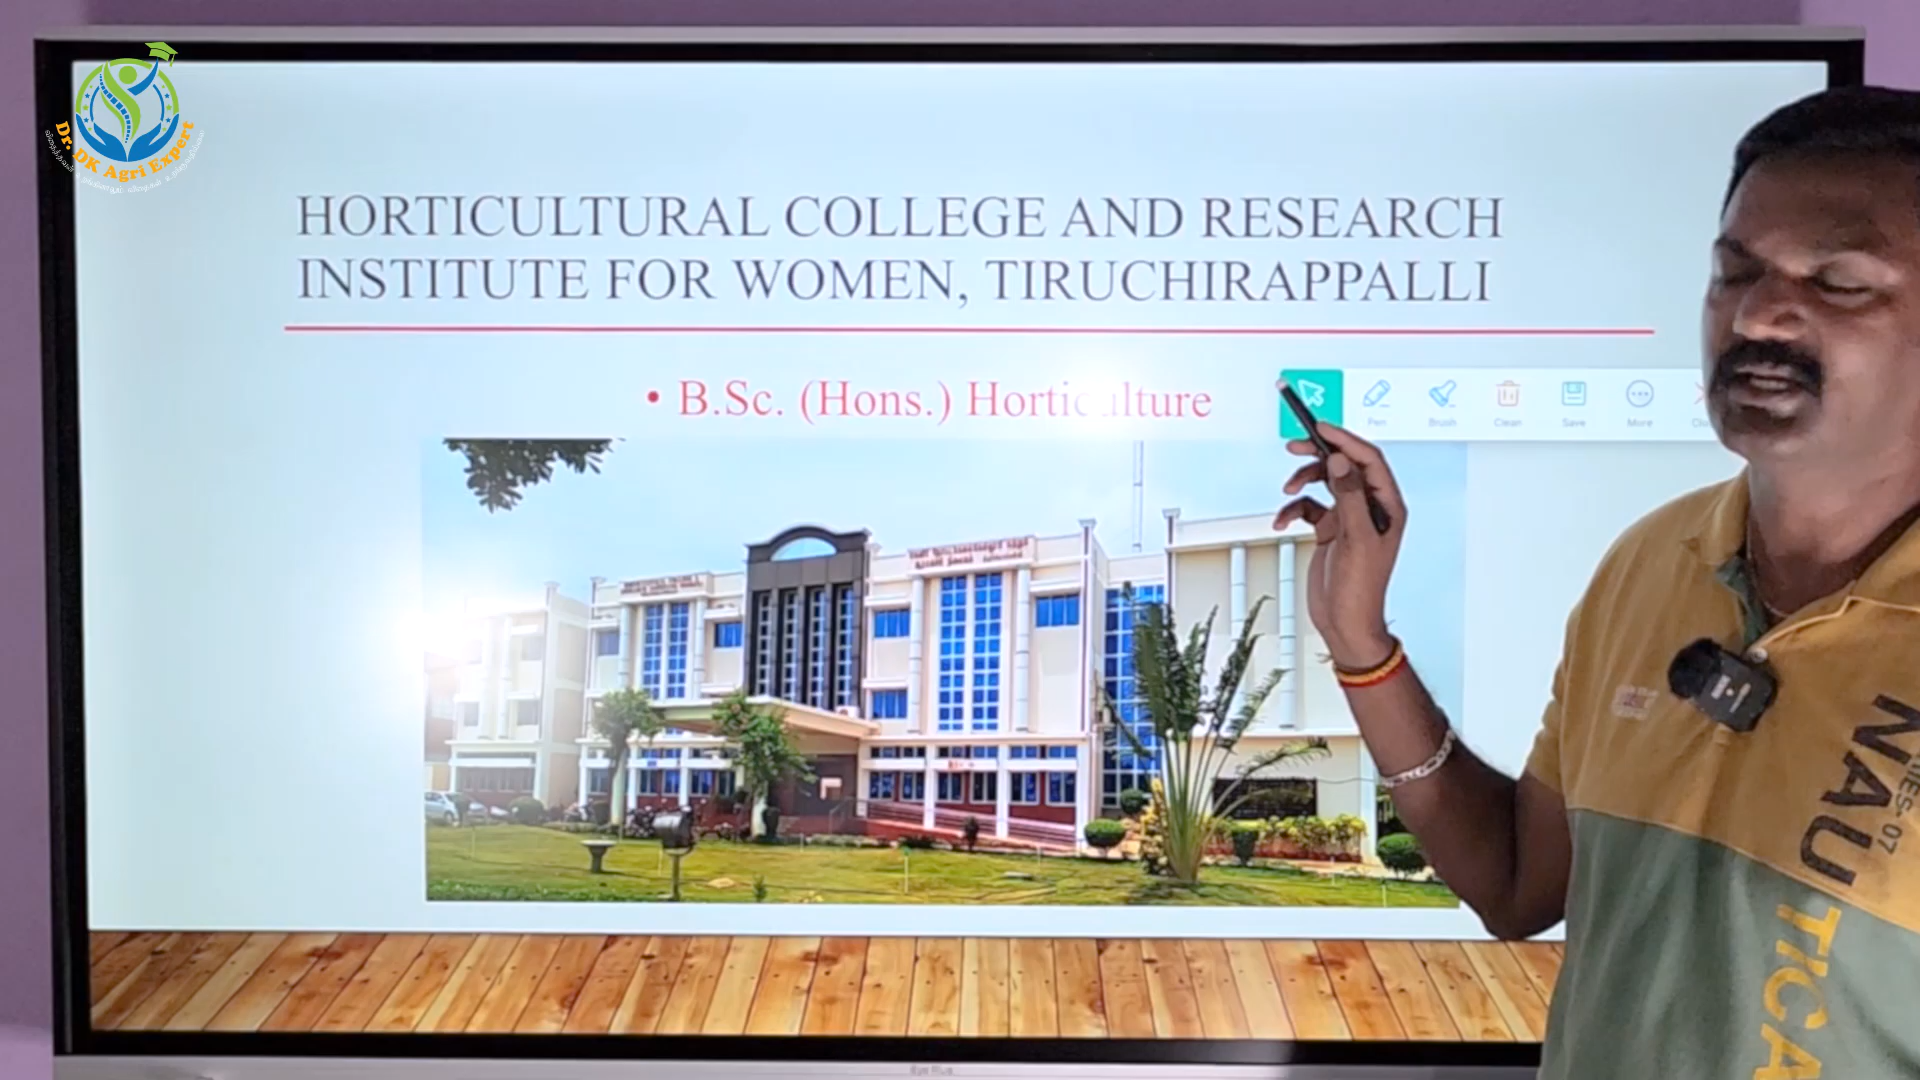 Dr. DK Agri Expert
HORTICULTURAL COLLEGE AND RESEARCH
INSTITUTE FOR WOMEN, TIRUCHIRAPPALLI
• B.Sc. (Hons.) Horticulture
Pen Brush Clean Save More
NAUTICA